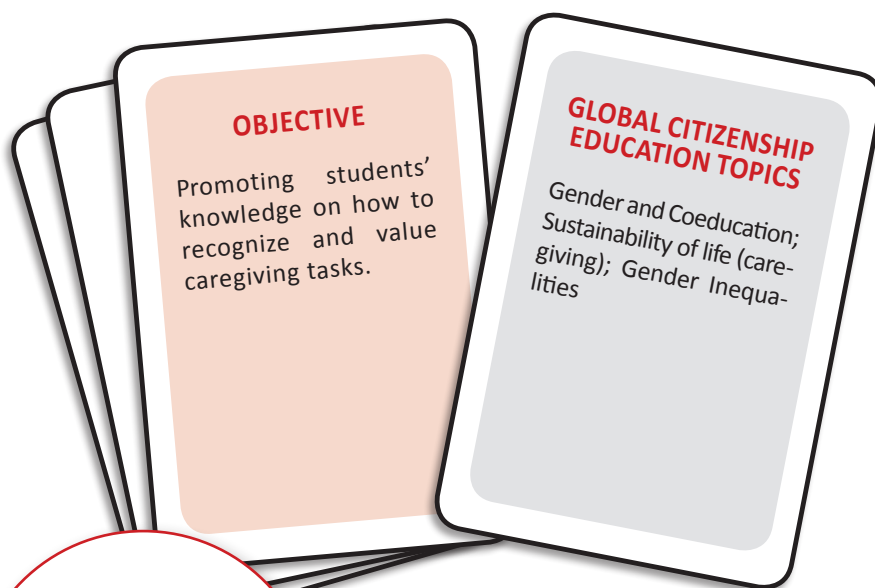 OBJECTIVE
Promoting students’
knowledge on how to
recognize and value
caregiving tasks.
GLOBAL CITIZENSHIP
EDUCATION TOPICS
Gender and Coeducation;
Sustainability of life (care-
giving); Gender Inequa-
lities